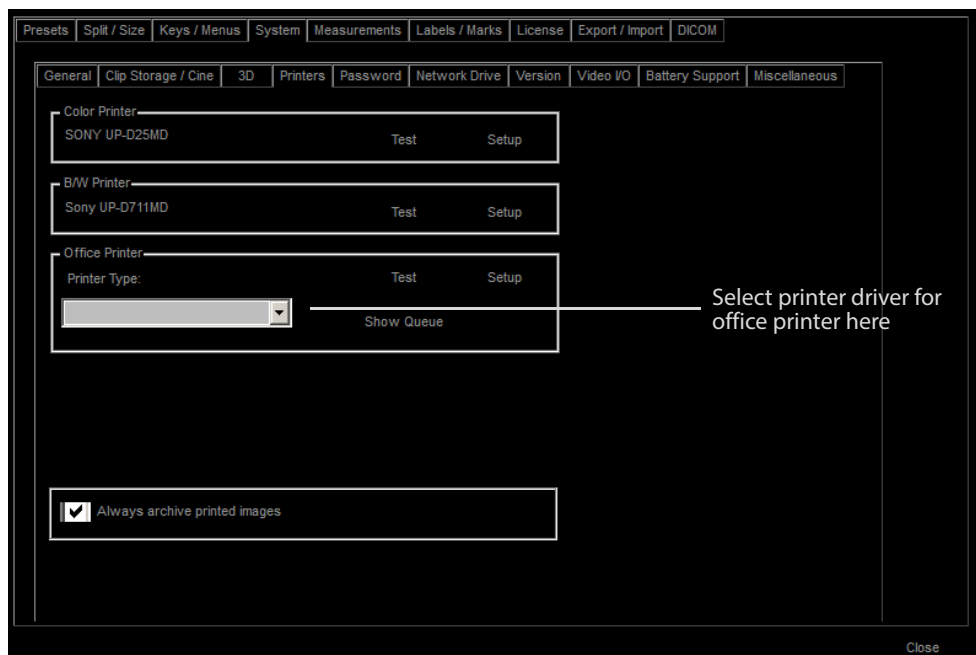 Presets Split / Size Keys / Menus System Measurements Labels / Marks License Export / Import DICOM
General Clip Storage / Cine 3D Printers Password Network Drive Version Video I/O Battery Support Miscellaneous
Color Printer
SONY UP-D25MD Test Setup
B/W Printer
Sony UP-D711MD Test Setup
Office Printer
Printer Type: Test Setup
Select printer driver for
office printer here
Show Queue
Always archive printed images
Close